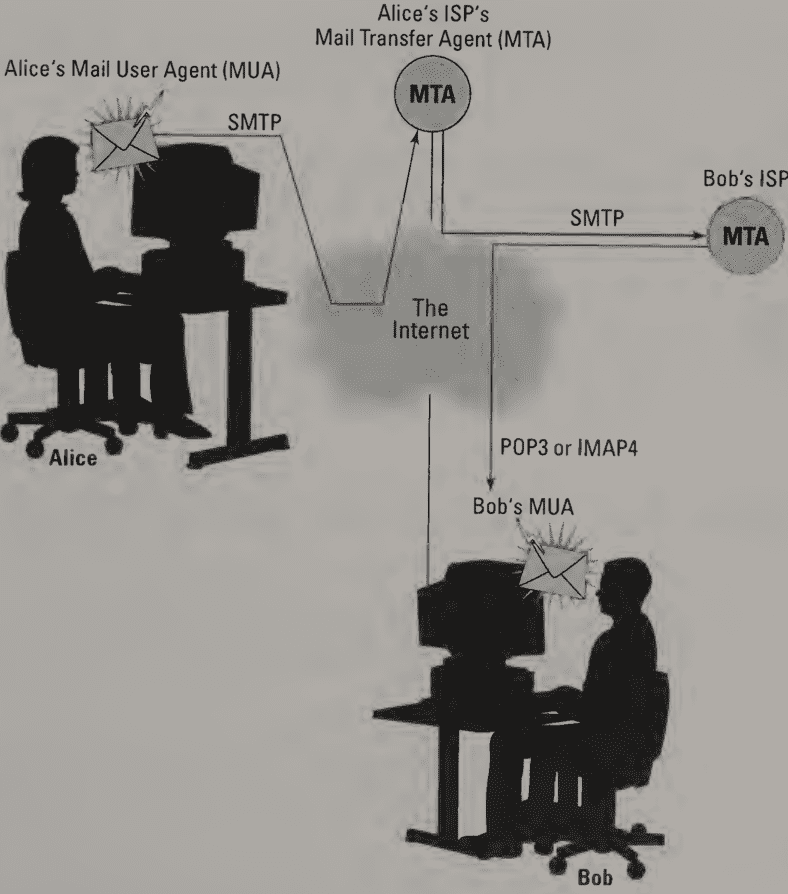 Alice's ISP's
Mail Transfer Agent (MTA)
Alice's Mail User Agent (MUA)
MTA
SMTP
Bob's ISP
SMTP
MTA
The
Internet
POP3 or IMAP4
Alice
Bob's MUA
Bob